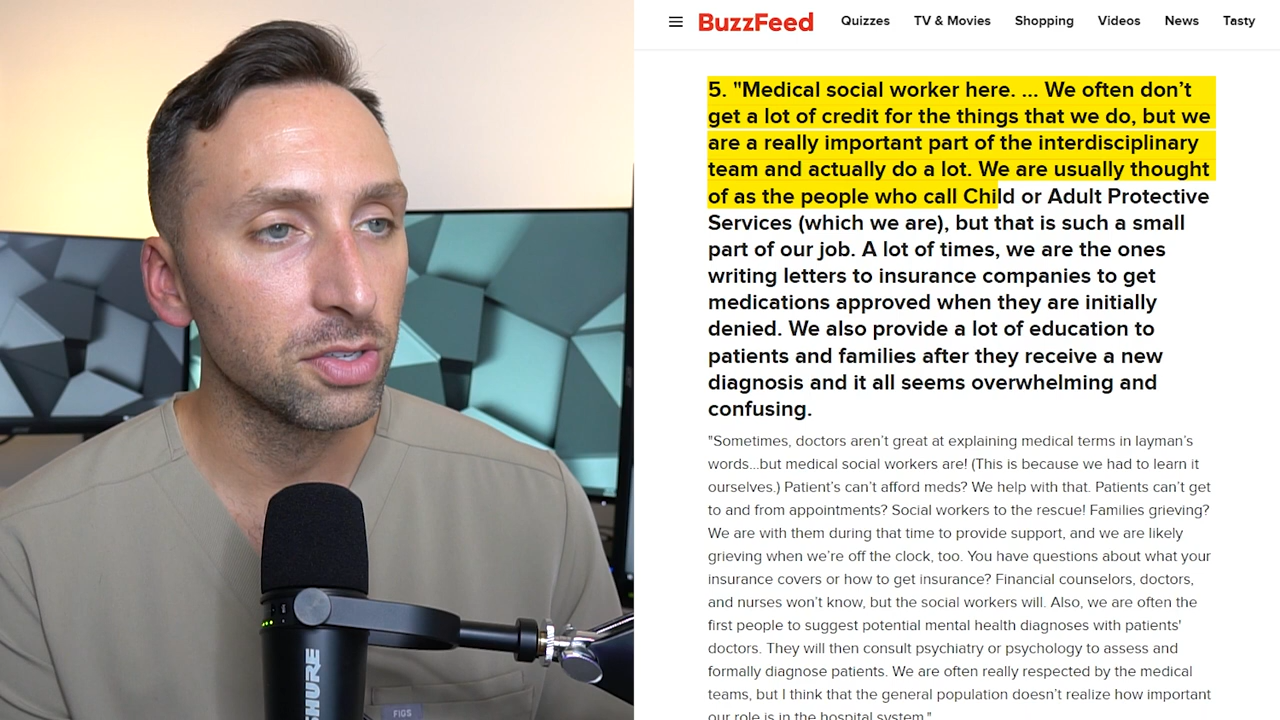 BuzzFeed Quizzes TV & Movies Shopping Videos News Tasty
5. "Medical social worker here. ... We often don't
get a lot of credit for the things that we do, but we
are a really important part of the interdisciplinary
team and actually do a lot. We are usually thought
of as the people who call Child or Adult Protective
Services (which we are), but that is such a small
part of our job. A lot of times, we are the ones
writing letters to insurance companies to get
medications approved when they are initially
denied. We also provide a lot of education to
patients and families after they receive a new
diagnosis and it all seems overwhelming and
confusing.
"Sometimes, doctors aren't great at explaining medical terms in layman's
words...but medical social workers are! (This is because we had to learn it
ourselves.) Patient's can't afford meds? We help with that. Patients can't get
to and from appointments? Social workers to the rescue! Families grieving?
We are with them during that time to provide support, and we are likely
grieving when we're off the clock, too. You have questions about what your
insurance covers or how to get insurance? Financial counselors, doctors,
and nurses won't know, but the social workers will. Also, we are often the
first people to suggest potential mental health diagnoses with patients'
doctors. They will then consult psychiatry or psychology to assess and
formally diagnose patients. We are often really respected by the medical
teams, but I think that the general population doesn't realize how important
our role is in the hospital system."
SHURE
FIGS